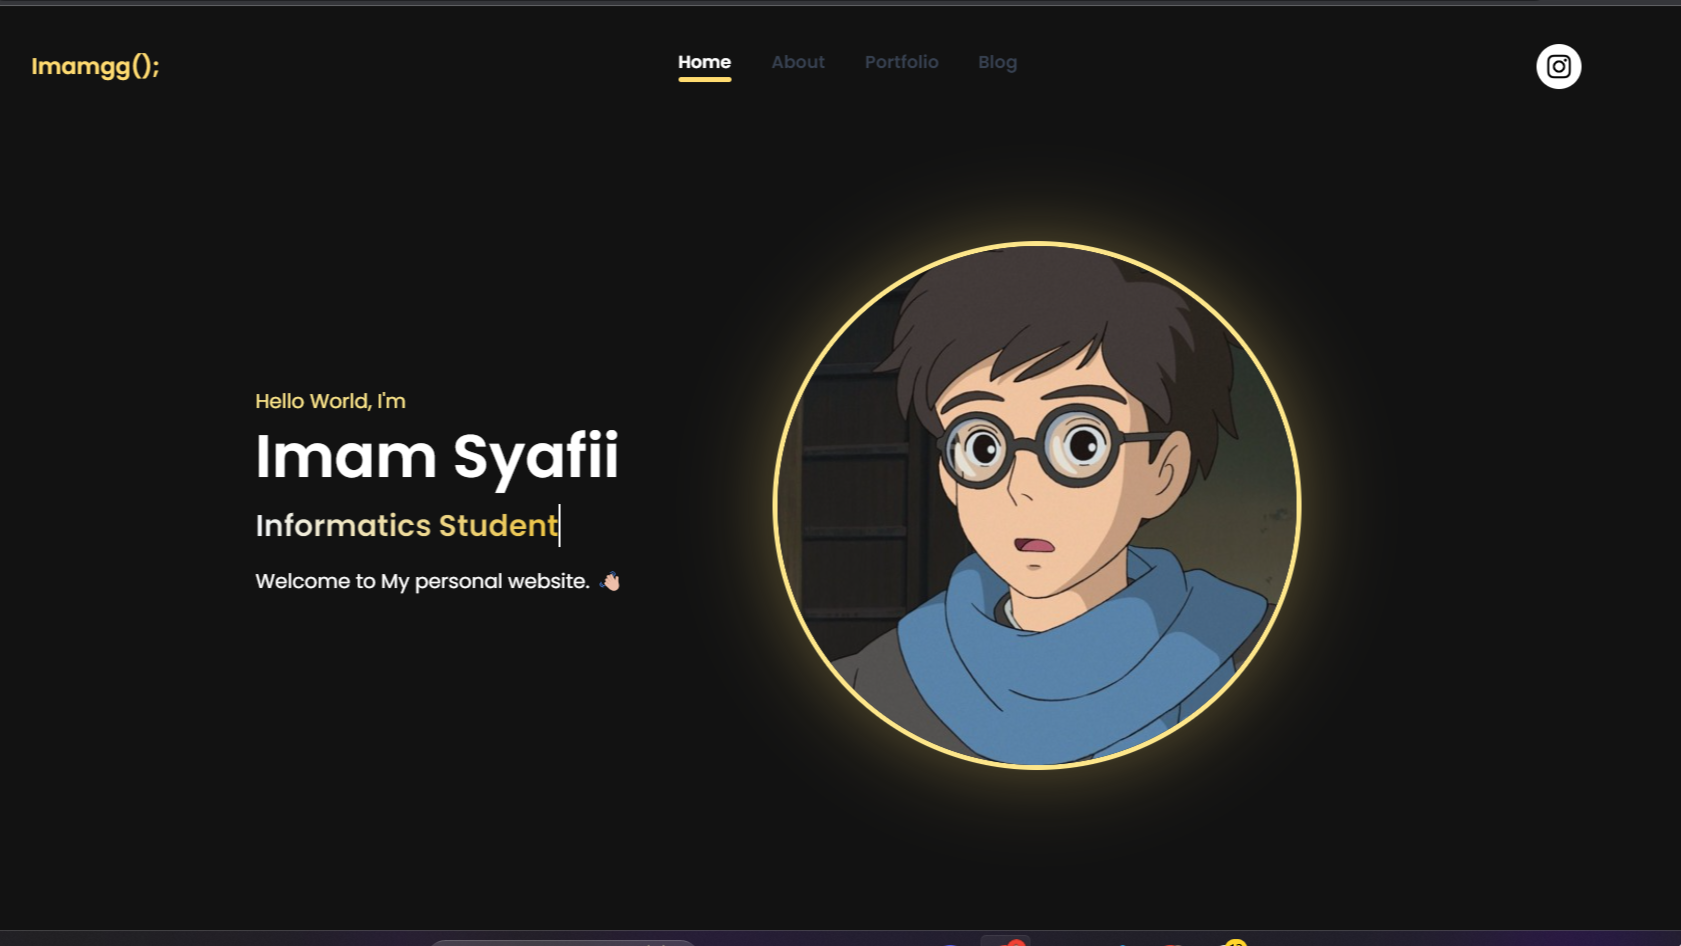 Imamgg();
Home About Portfolio Blog
Hello World, I'm
Imam Syafii
Informatics Student
Welcome to My personal website. 👋🏻